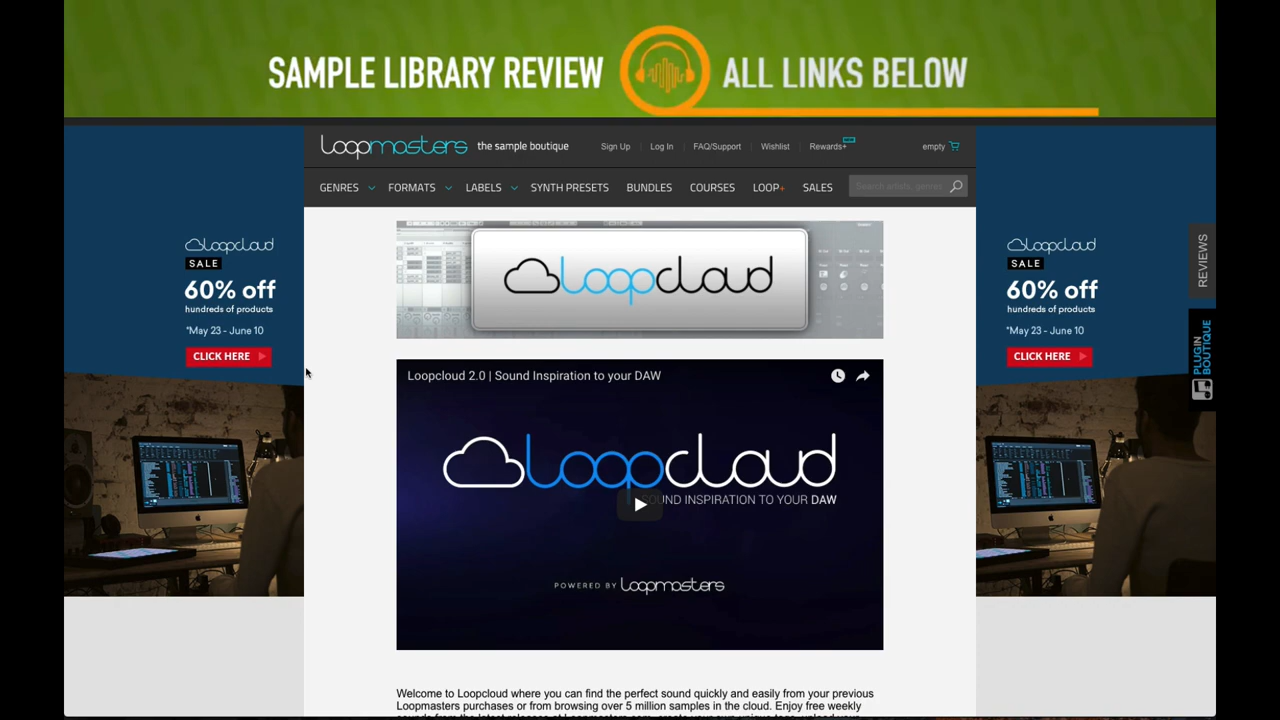 SAMPLE LIBRARY REVIEW ALL LINKS BELOW
loopmasters the sample boutique Sign Up Log In FAQ/Support Wishlist Rewards+ empty
GENRES FORMATS LABELS SYNTH PRESETS BUNDLES COURSES LOOP+ SALES Search artists, genres
loopcloud
SALE
60% off
hundreds of products
*May 23 - June 10
CLICK HERE
loopcloud
Loopcloud 2.0 | Sound Inspiration to your DAW
loopcloud
SOUND INSPIRATION TO YOUR DAW
POWERED BY loopmasters
Welcome to Loopcloud where you can find the perfect sound quickly and easily from your previous
Loopmasters purchases or from browsing over 5 million samples in the cloud. Enjoy free weekly
loopcloud
SALE
60% off
hundreds of products
*May 23 - June 10
CLICK HERE
REVIEWS
PLUGIN
BOUTIQUE